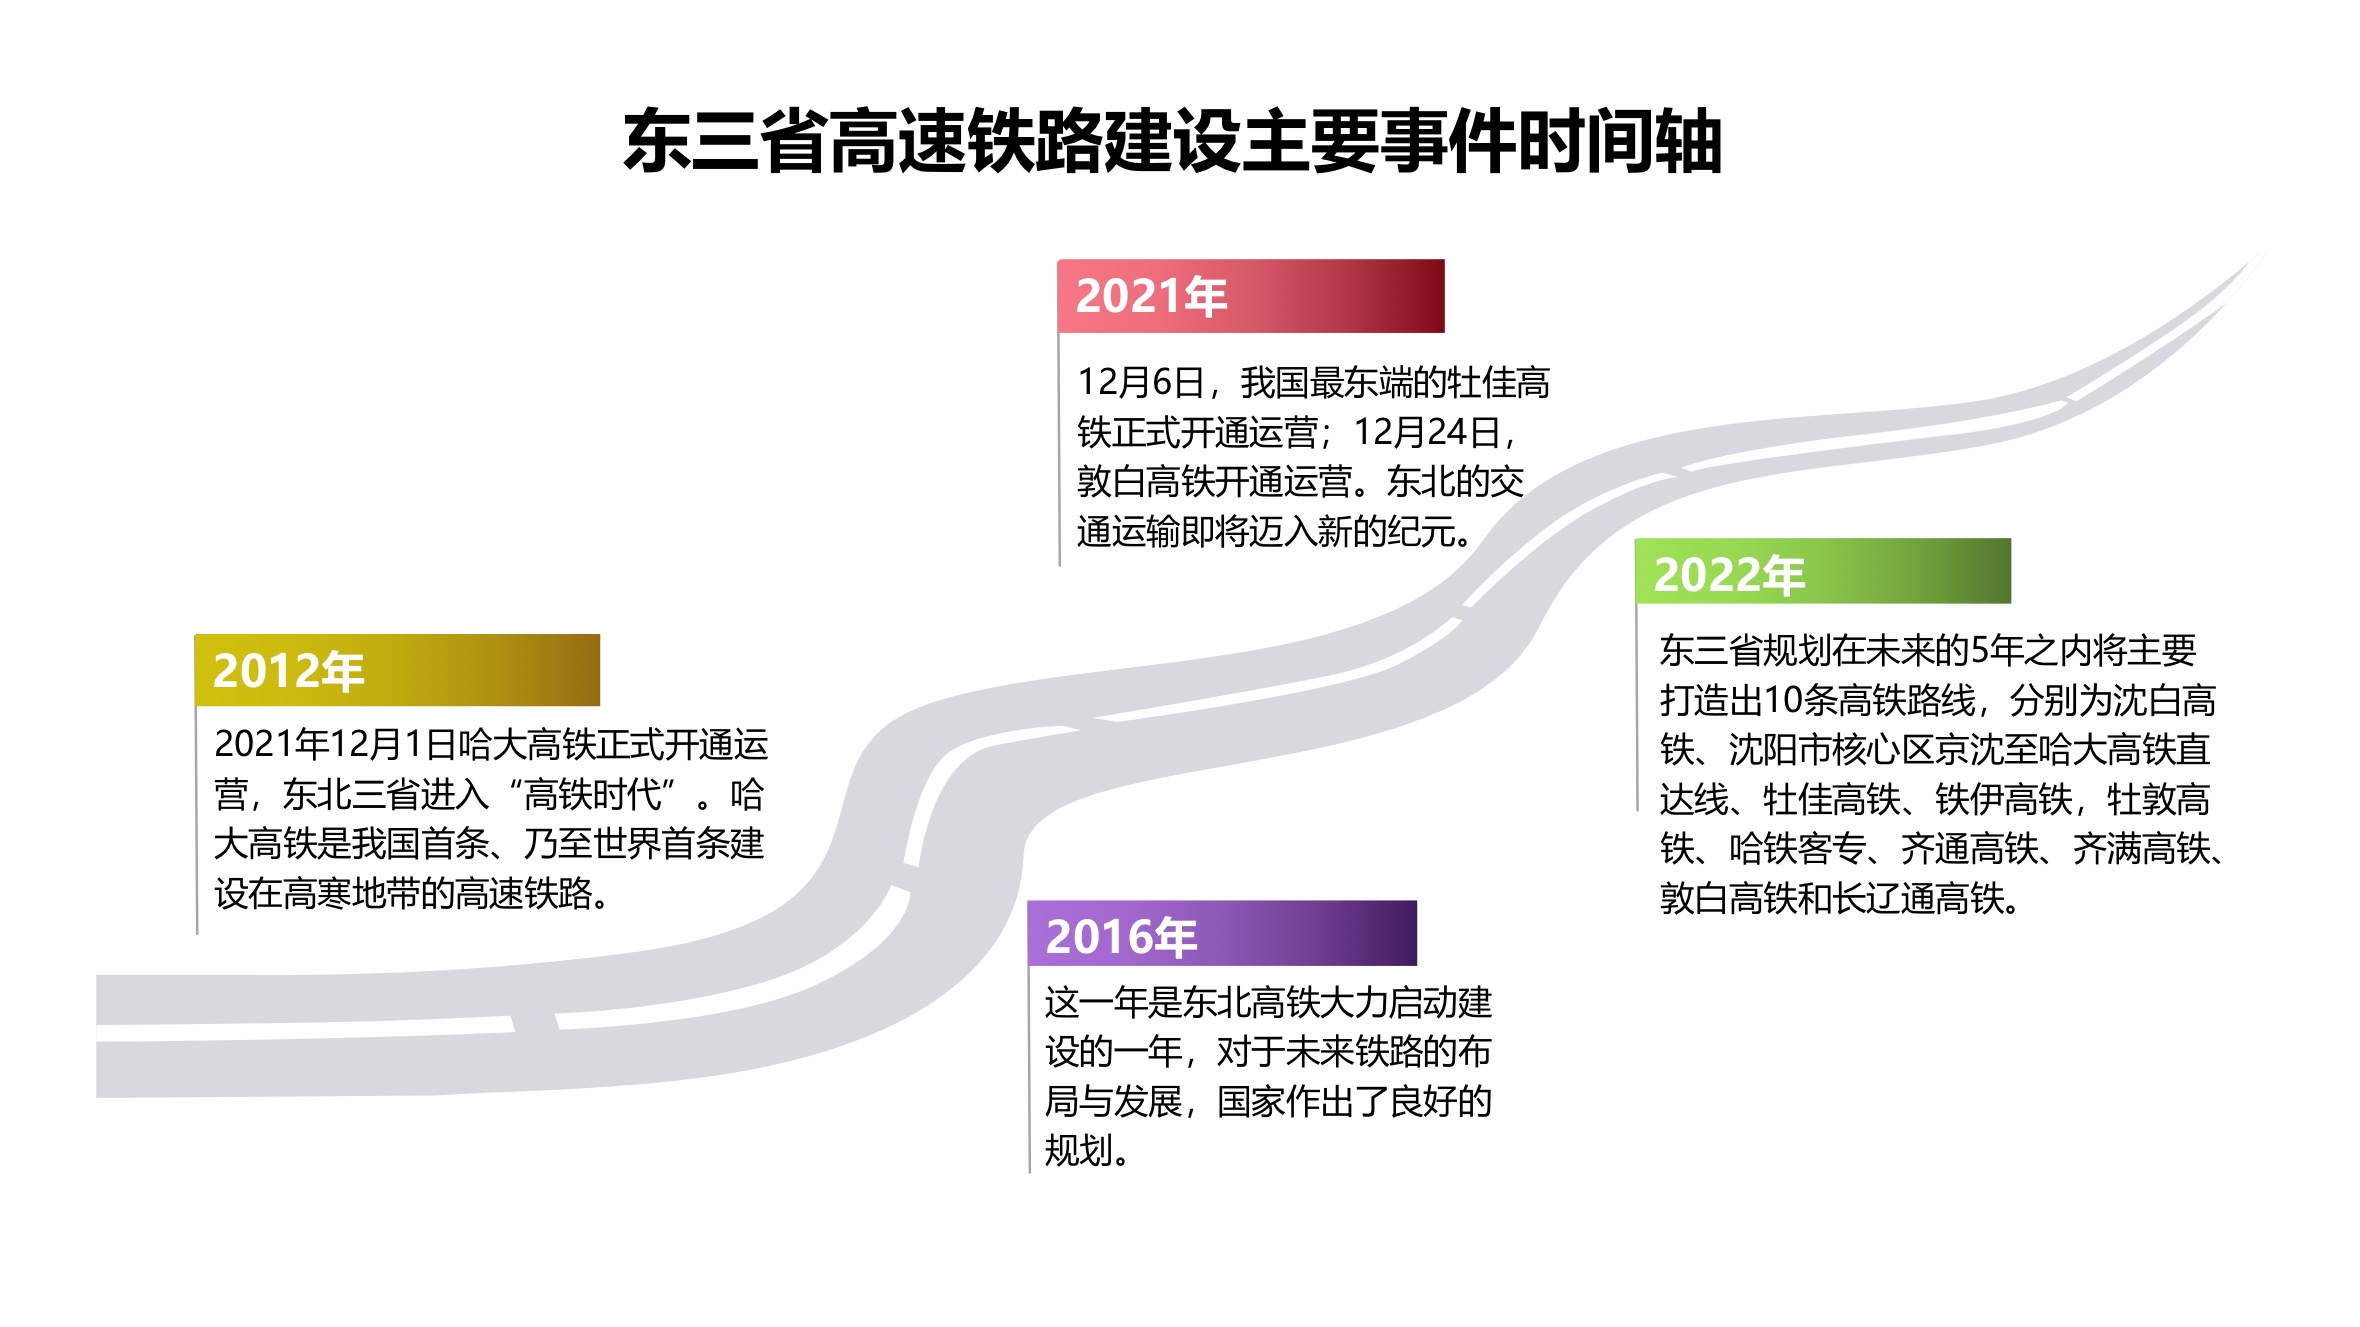 东三省高速铁路建设主要事件时间轴
2012年
2021年12月1日哈大高铁正式开通运
营，东北三省进入“高铁时代”。哈
大高铁是我国首条、乃至世界首条建
设在高寒地带的高速铁路。
2016年
这一年是东北高铁大力启动建
设的一年，对于未来铁路的布
局与发展，国家作出了良好的
规划。
2021年
12月6日，我国最东端的牡佳高
铁正式开通运营；12月24日，
敦白高铁开通运营。东北的交
通运输即将迈入新的纪元。
2022年
东三省规划在未来的5年之内将主要
打造出10条高铁路线，分别为沈白高
铁、沈阳市核心区京沈至哈大高铁直
达线、牡佳高铁、铁伊高铁，牡敦高
铁、哈铁客专、齐通高铁、齐满高铁、
敦白高铁和长辽通高铁。